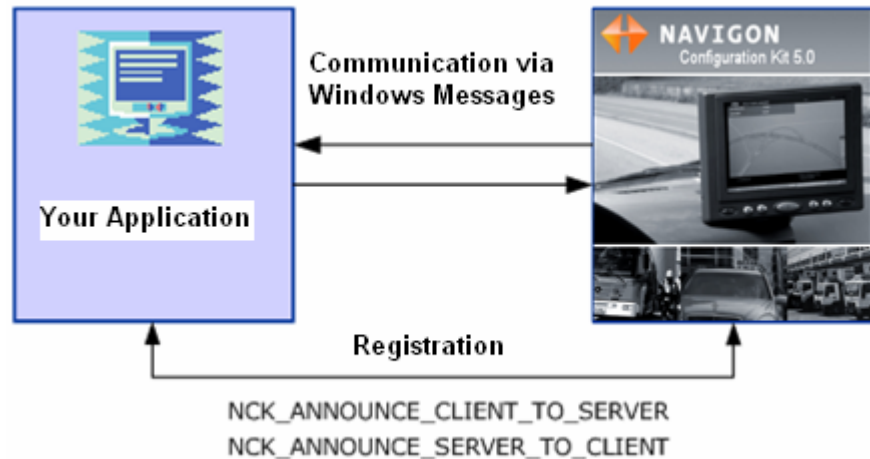 NAVIGON
Configuration Kit 5.0
Communication via
Windows Messages
Your Application
Registration
NCK_ANNOUNCE_CLIENT_TO_SERVER
NCK_ANNOUNCE_SERVER_TO_CLIENT